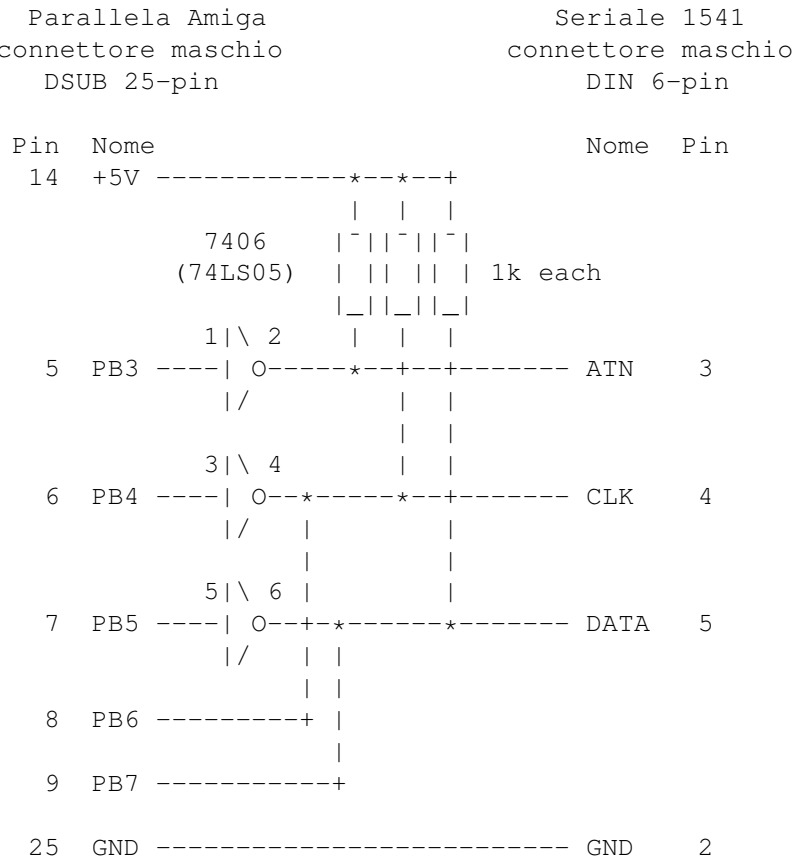 Parallela Amiga                  Seriale 1541
connettore maschio              connettore maschio
   DSUB 25-pin                       DIN 6-pin

 Pin  Nome                           Nome  Pin
  14  +5V ------------*--*--+
                      |  |  |
             7406   |¯||¯||¯|
           (74LS05) | || || | 1k each
                    |_||_||_|
             1|\ 2    |  |  |
   5  PB3 ----| O-----*--+--+------- ATN    3
              |/         |  |
                         |  |
             3|\ 4       |  |
   6  PB4 ----| O--*-----*--+------- CLK    4
              |/   |        |
                   |        |
             5|\ 6 |        |
   7  PB5 ----| O--+-*------*------- DATA   5
              |/   | |
                   | |
   8  PB6 ---------+ |
                     |
   9  PB7 -----------+

  25  GND -------------------------- GND    2